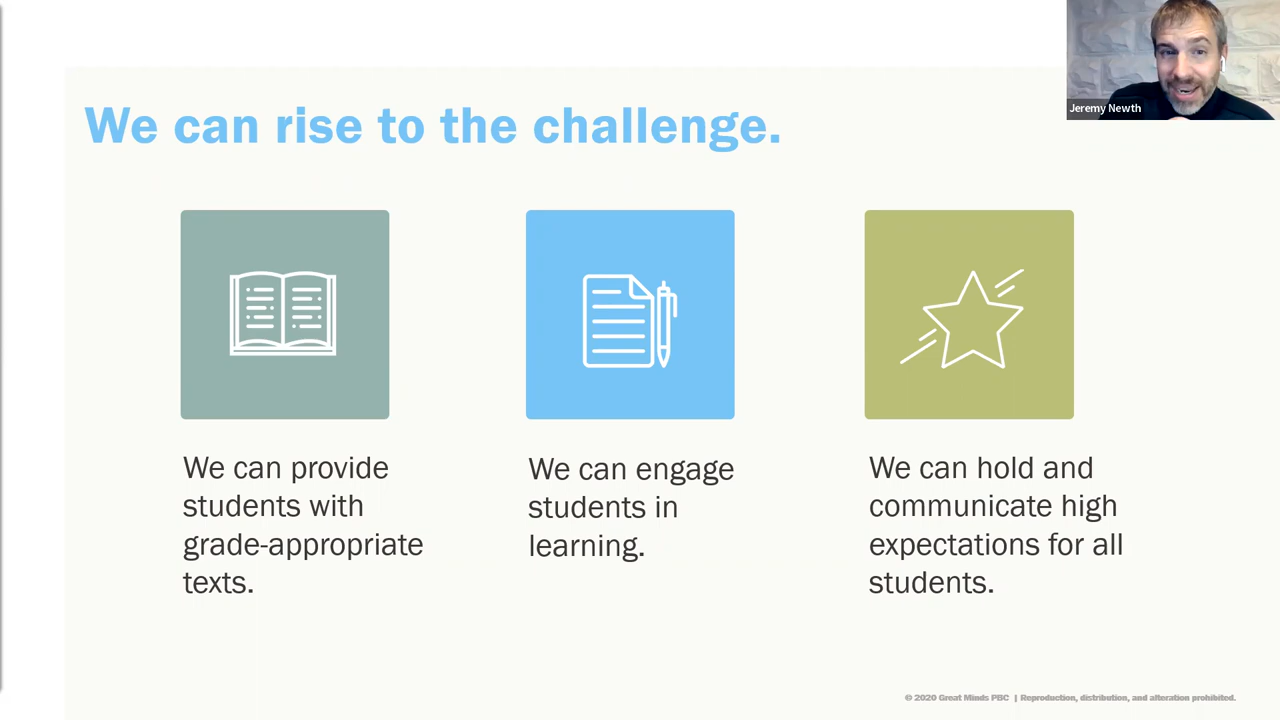 Jeremy Newth
We can rise to the challenge.
We can provide
students with
grade-appropriate
texts.
We can engage
students in
learning.
We can hold and
communicate high
expectations for all
students.
© 2020 Great Minds PBC | Reproduction, distribution, and alteration prohibited.